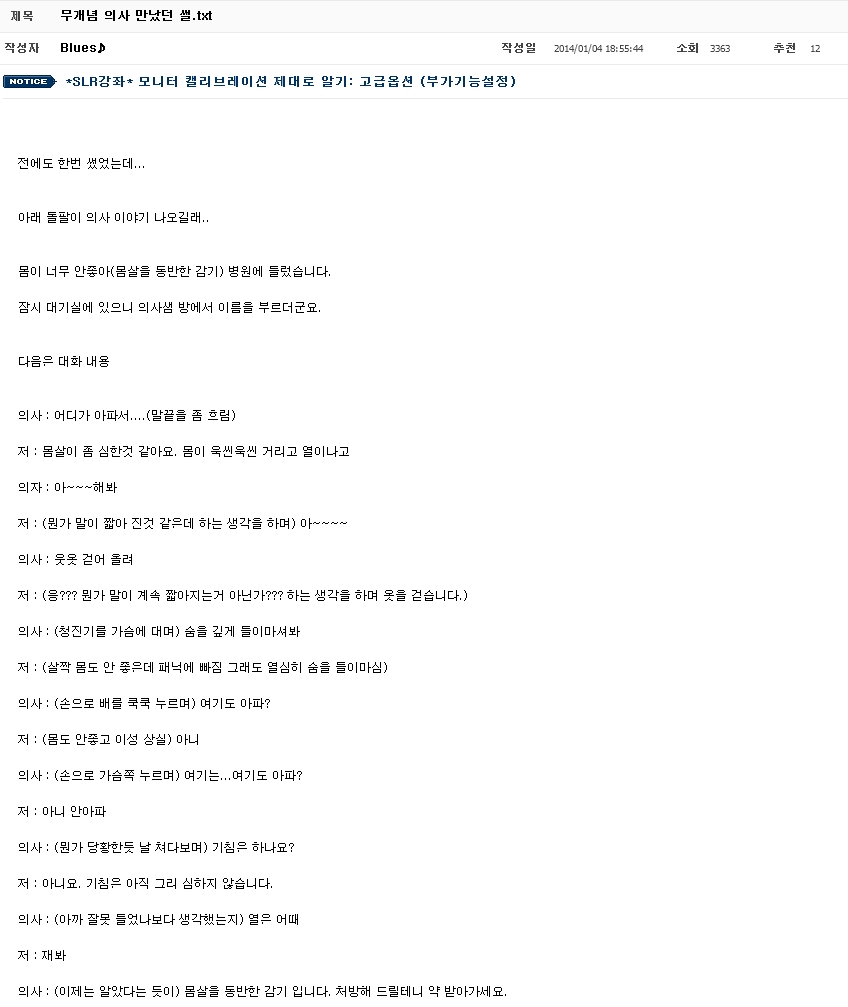 제목 무개념 의사 만났던 썰.txt
작성자 Blues♪ 작성일 2014/01/04 18:55:44 조회 3363 추천 12
NOTICE *SLR강좌* 모니터 캘리브레이션 제대로 알기: 고급옵션 (부가기능설정)
전에도 한번 썼었는데...
아래 돌팔이 의사 이야기 나오길래..
몸이 너무 안좋아(몸살을 동반한 감기) 병원에 들렀습니다.
잠시 대기실에 있으니 의사샘 방에서 이름을 부르더군요.
다음은 대화 내용
의사 : 어디가 아파서....(말끝을 좀 흐림)
저 : 몸살이 좀 심한것 같아요. 몸이 욱씬욱씬 거리고 열이나고
의자 : 아~~~해봐
저 : (뭔가 말이 짧아 진것 같은데 하는 생각을 하며) 아~~~~
의사 : 웃옷 걷어 올려
저 : (응??? 뭔가 말이 계속 짧아지는거 아닌가??? 하는 생각을 하며 옷을 걷습니다.)
의사 : (청진기를 가슴에 대며) 숨을 깊게 들이마셔봐
저 : (살짝 몸도 안 좋은데 패닉에 빠짐 그래도 열심히 숨을 들이마심)
의사 : (손으로 배를 쿡쿡 누르며) 여기도 아파?
저 : (몸도 안좋고 이성 상실) 아니
의사 : (손으로 가슴쪽 누르며) 여기는...여기도 아파?
저 : 아니 안아파
의사 : (뭔가 당황한듯 날 쳐다보며) 기침은 하나요?
저 : 아니요. 기침은 아직 그리 심하지 않습니다.
의사 : (아까 잘못 들었나보다 생각했는지) 열은 어때
저 : 재봐
의사 : (이제는 알았다는 듯이) 몸살을 동반한 감기 입니다. 처방해 드릴테니 약 받아가세요.